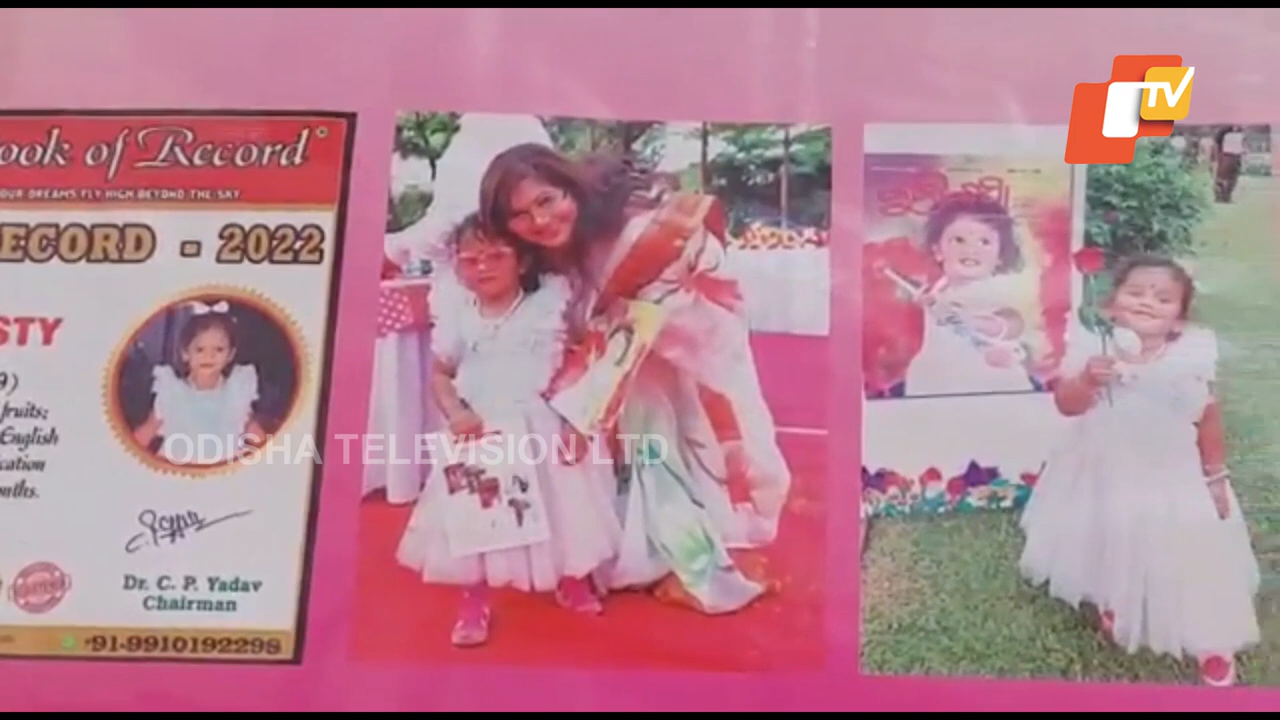 TV
ook of Record
OUR DREAMS FLY HIGH BEYOND THE SKY
ECORD - 2022
STY
9)
fruits;
English
cation
onths.
Dr. C. P. Yadav
Chairman
+91-9910192298
ODISHA TELEVISION LTD